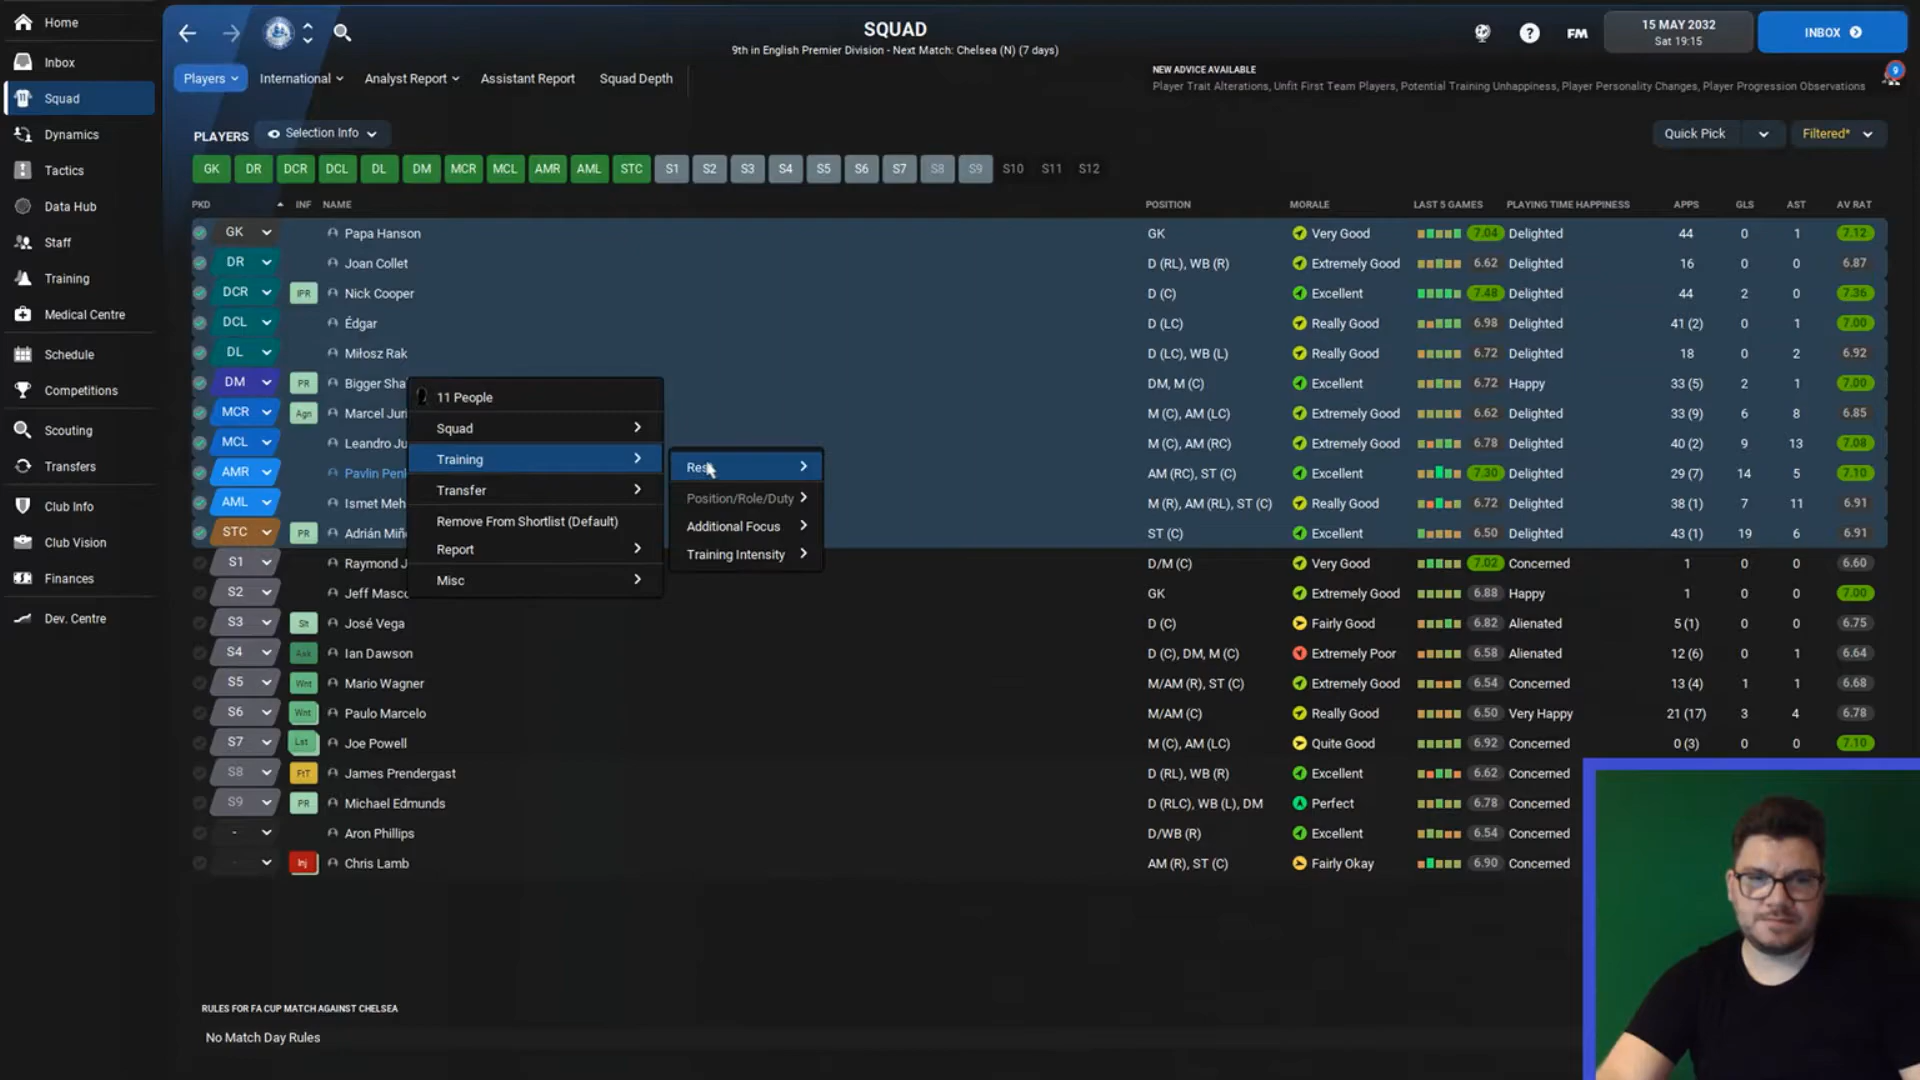 Home
Inbox
Squad
Dynamics
Tactics
Data Hub
Staff
Training
Medical Centre
Schedule
Competitions
Scouting
Transfers
Club Info
Club Vision
Finances
Dev. Centre
SQUAD
9th in English Premier Division - Next Match: Chelsea (N) (7 days)
FM
15 MAY 2032
Sat 19:15
INBOX
Players
International
Analyst Report
Assistant Report
Squad Depth
NEW ADVICE AVAILABLE
Player Trait Alterations, Unfit First Team Players, Potential Training Unhappiness, Player Personality Changes, Player Progression Observations
9
PLAYERS Selection Info
Quick Pick
Filtered*
GK DR DCR DCL DL DM MCR MCL AMR AML STC S1 S2 S3 S4 S5 S6 S7 S8 S9 S10 S11 S12
PKD INF NAME POSITION MORALE LAST 5 GAMES PLAYING TIME HAPPINESS APPS GLS AST AV RAT
GK Papa Hanson GK Very Good 7.04 Delighted 44 0 1 7.12
DR Joan Collet D (RL), WB (R) Extremely Good 6.62 Delighted 16 0 0 6.87
DCR IPR Nick Cooper D (C) Excellent 7.48 Delighted 44 2 0 7.36
DCL Édgar D (LC) Really Good 6.98 Delighted 41 (2) 0 1 7.00
DL Miłosz Rak D (LC), WB (L) Really Good 6.72 Delighted 18 0 2 6.92
DM PR Bigger Sha DM, M (C) Excellent 6.72 Happy 33 (5) 2 1 7.00
MCR Agn Marcel Juri M (C), AM (LC) Extremely Good 6.62 Delighted 33 (9) 6 8 6.85
MCL Leandro Ju M (C), AM (RC) Extremely Good 6.78 Delighted 40 (2) 9 13 7.08
AMR Pavlin Pen AM (RC), ST (C) Excellent 7.30 Delighted 29 (7) 14 5 7.10
AML Ismet Meh M (R), AM (RL), ST (C) Really Good 6.72 Delighted 38 (1) 7 11 6.91
STC PR Adrián Miñ ST (C) Excellent 6.50 Delighted 43 (1) 19 6 6.91
S1 Raymond J D/M (C) Very Good 7.02 Concerned 1 0 0 6.60
S2 Jeff Masco GK Extremely Good 6.88 Happy 1 0 0 7.00
S3 Slt José Vega D (C) Fairly Good 6.82 Alienated 5 (1) 0 0 6.75
S4 Ask Ian Dawson D (C), DM, M (C) Extremely Poor 6.58 Alienated 12 (6) 0 1 6.64
S5 Wnt Mario Wagner M/AM (R), ST (C) Extremely Good 6.54 Concerned 13 (4) 1 1 6.68
S6 Wnt Paulo Marcelo M/AM (C) Really Good 6.50 Very Happy 21 (17) 3 4 6.78
S7 Lst Joe Powell M (C), AM (LC) Quite Good 6.92 Concerned 0 (3) 0 0 7.10
S8 FtT James Prendergast D (RL), WB (R) Excellent 6.62 Concerned
S9 PR Michael Edmunds D (RLC), WB (L), DM Perfect 6.78 Concerned
- Aron Phillips D/WB (R) Excellent 6.54 Concerned
- Inj Chris Lamb AM (R), ST (C) Fairly Okay 6.90 Concerned
11 People
Squad
Training
Transfer
Remove From Shortlist (Default)
Report
Misc
Res
Position/Role/Duty
Additional Focus
Training Intensity
RULES FOR FA CUP MATCH AGAINST CHELSEA
No Match Day Rules